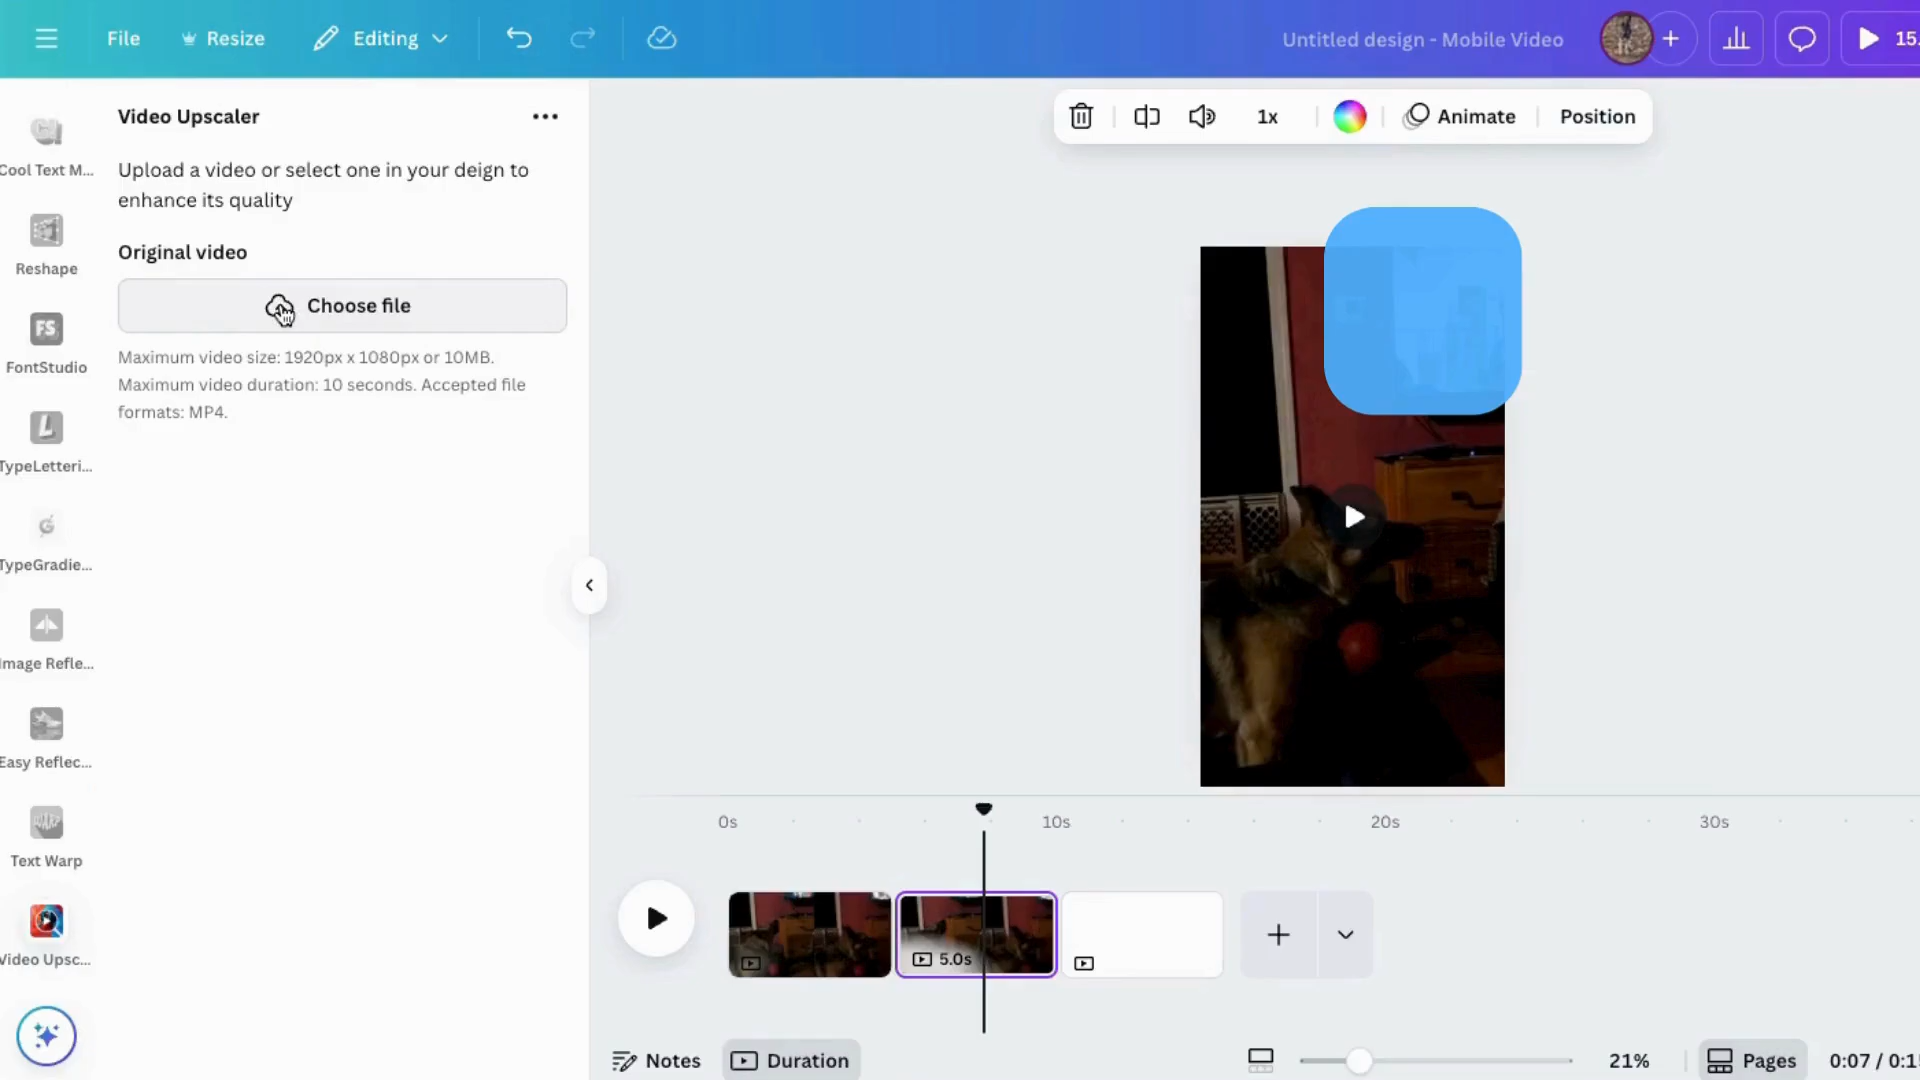 File
Resize
Editing
Untitled design - Mobile Video
15.
Cool Text M...
Reshape
FS
FontStudio
L
TypeLetteri...
G
TypeGradie...
Image Refle...
Easy Reflec...
WARP
Text Warp
Video Upsc...
Video Upscaler
Upload a video or select one in your deign to
enhance its quality
Original video
Choose file
Maximum video size: 1920px x 1080px or 10MB.
Maximum video duration: 10 seconds. Accepted file
formats: MP4.
1x
Animate
Position
0s
10s
20s
30s
5.0s
Notes
Duration
21%
Pages
0:07 / 0:15